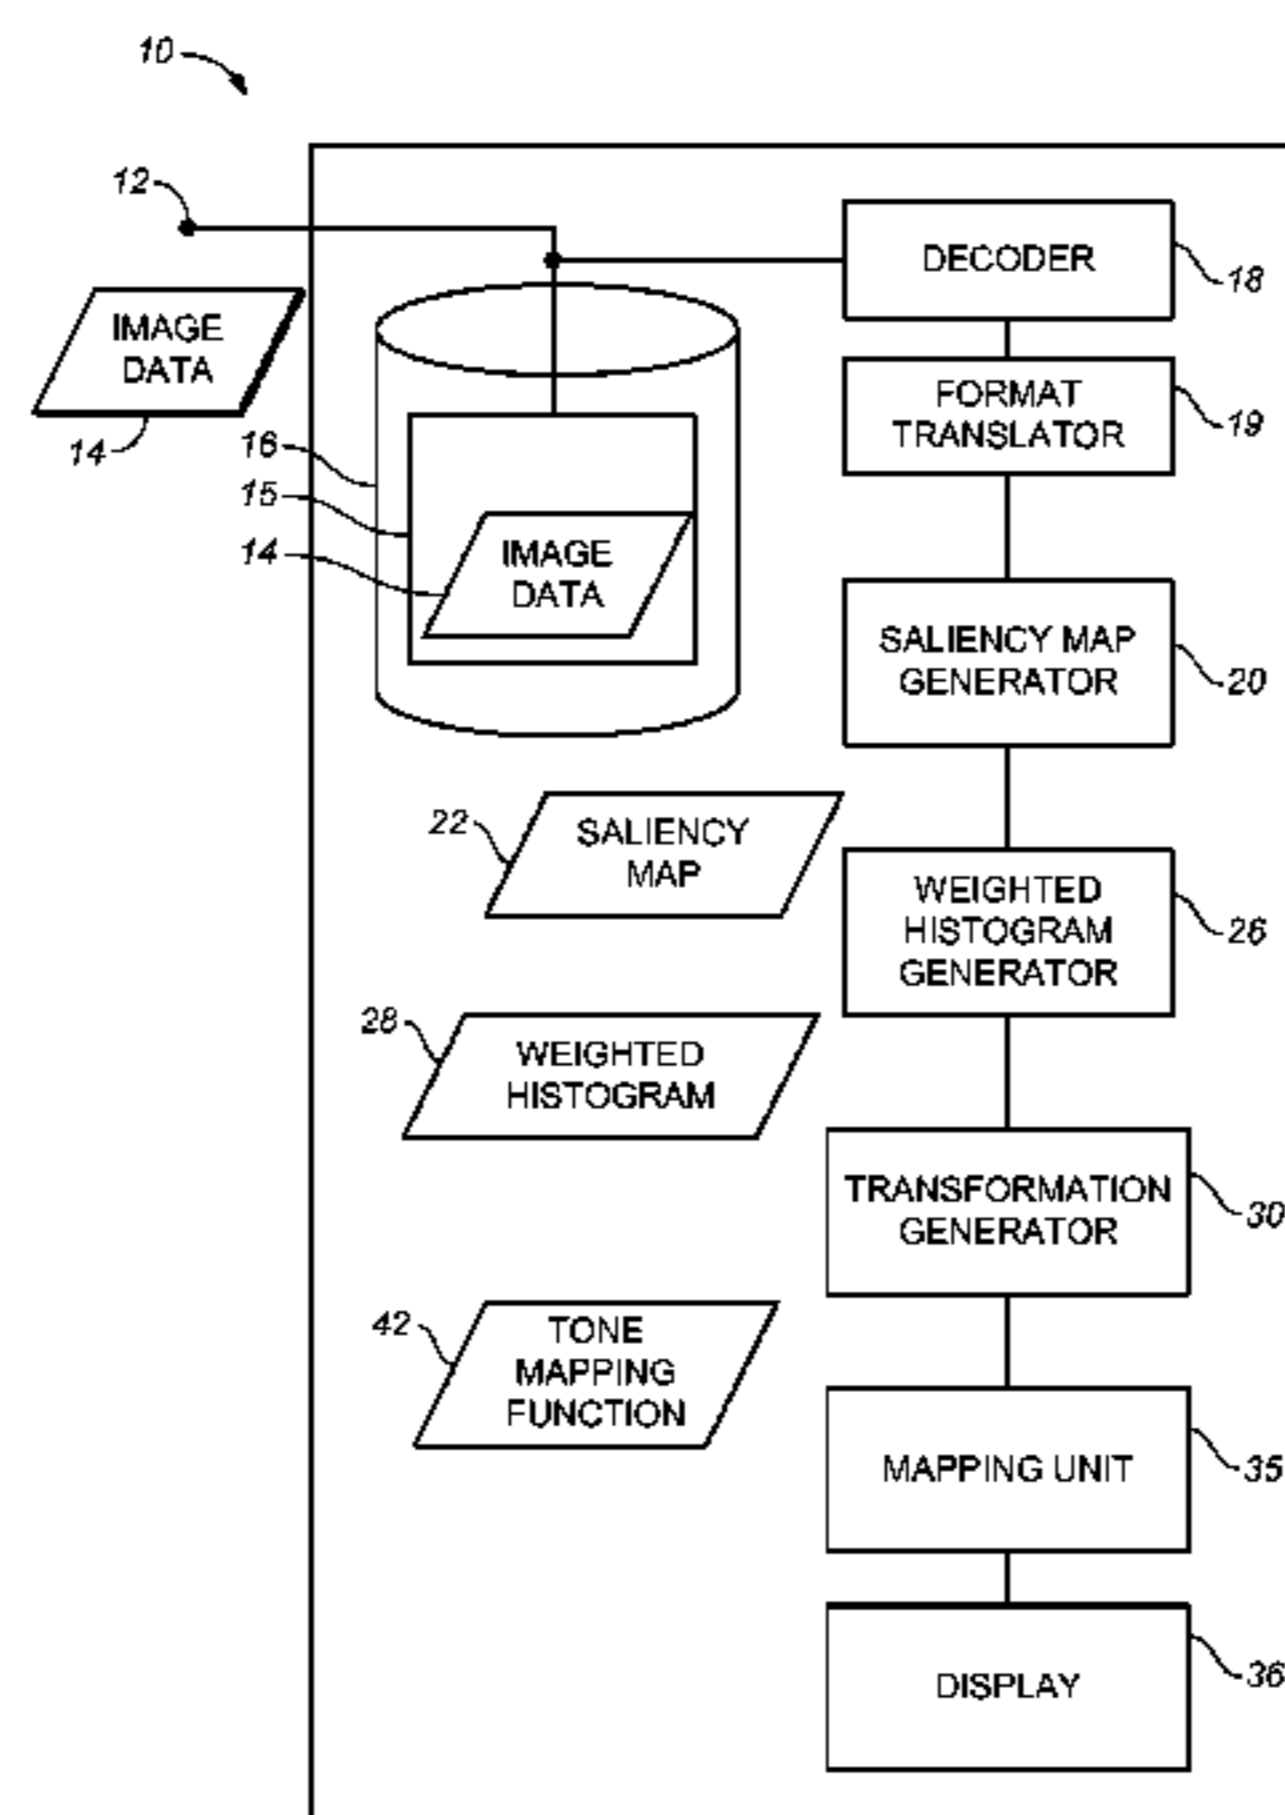 10
12
DECODER
18
IMAGE
DATA
14
FORMAT
TRANSLATOR
19
16
15
14
IMAGE
DATA
SALIENCY MAP
GENERATOR
20
22
SALIENCY
MAP
WEIGHTED
HISTOGRAM
GENERATOR
26
28
WEIGHTED
HISTOGRAM
TRANSFORMATION
GENERATOR
30
42
TONE
MAPPING
FUNCTION
MAPPING UNIT
35
DISPLAY
36